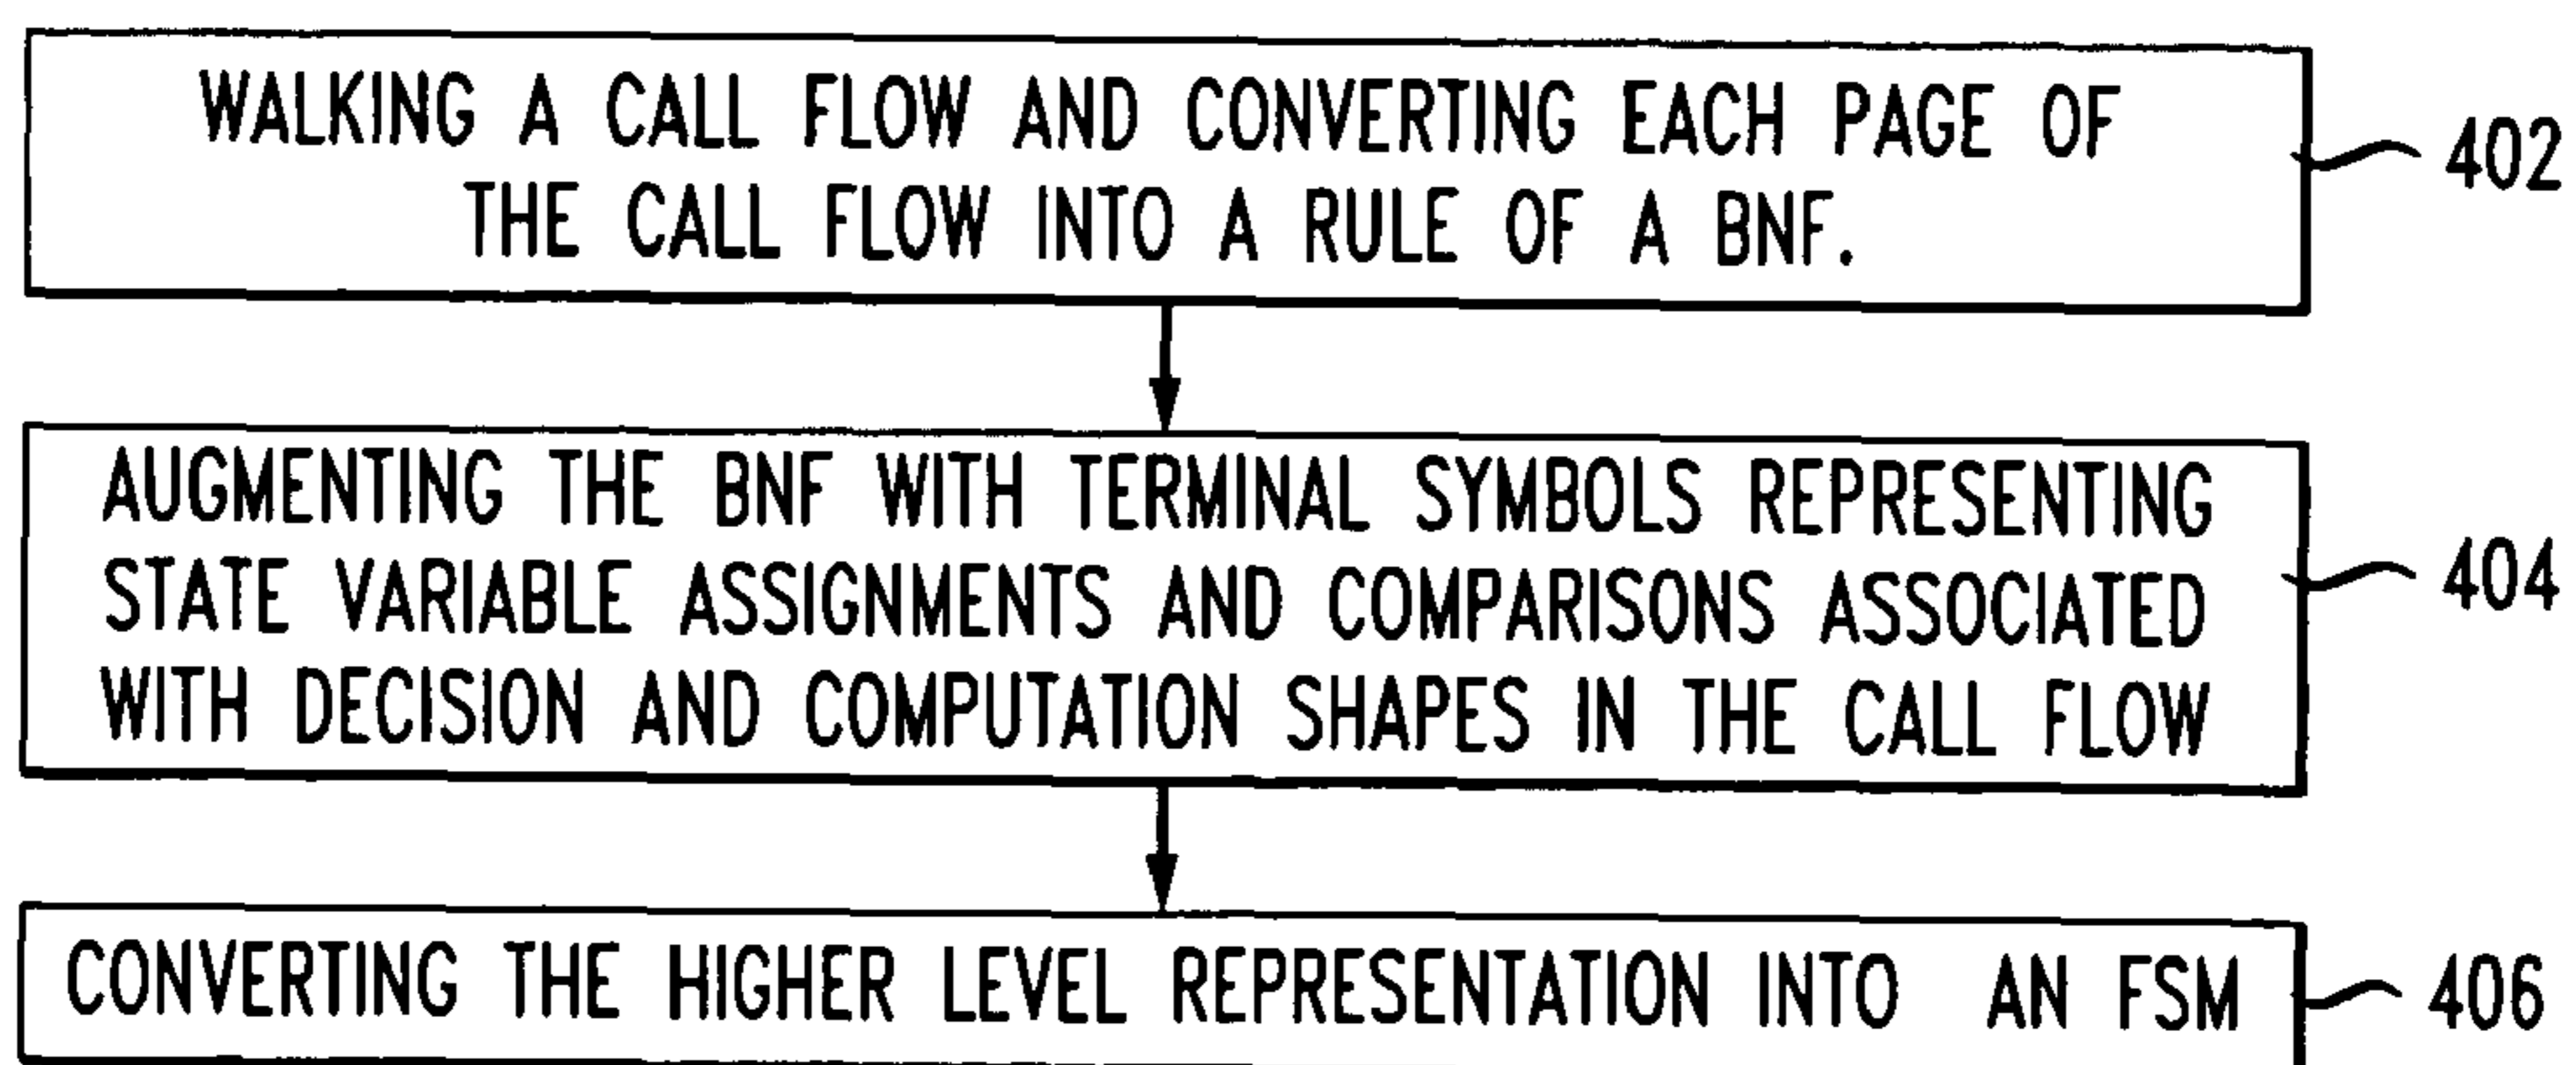 WALKING A CALL FLOW AND CONVERTING EACH PAGE OF
THE CALL FLOW INTO A RULE OF A BNF.
402
AUGMENTING THE BNF WITH TERMINAL SYMBOLS REPRESENTING
STATE VARIABLE ASSIGNMENTS AND COMPARISONS ASSOCIATED
WITH DECISION AND COMPUTATION SHAPES IN THE CALL FLOW
404
CONVERTING THE HIGHER LEVEL REPRESENTATION INTO AN FSM
406